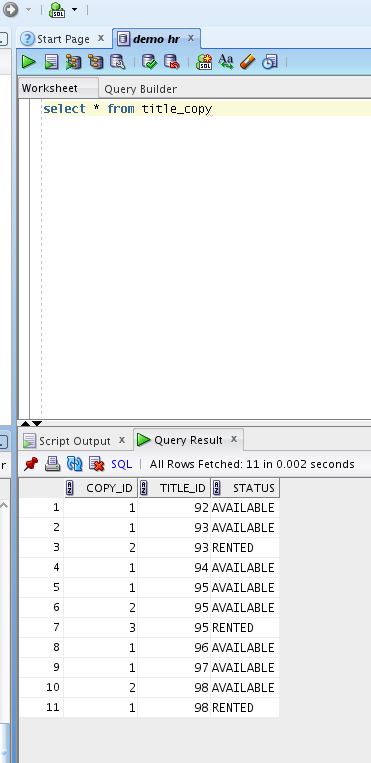 SQL
Start Page x demo hr x
SQL Aa
Worksheet Query Builder
select * from title_copy
Script Output x Query Result x
r SQL | All Rows Fetched: 11 in 0.002 seconds
COPY_ID TITLE_ID STATUS
1 1 92 AVAILABLE
2 1 93 AVAILABLE
3 2 93 RENTED
4 1 94 AVAILABLE
5 1 95 AVAILABLE
6 2 95 AVAILABLE
7 3 95 RENTED
8 1 96 AVAILABLE
9 1 97 AVAILABLE
10 2 98 AVAILABLE
11 1 98 RENTED